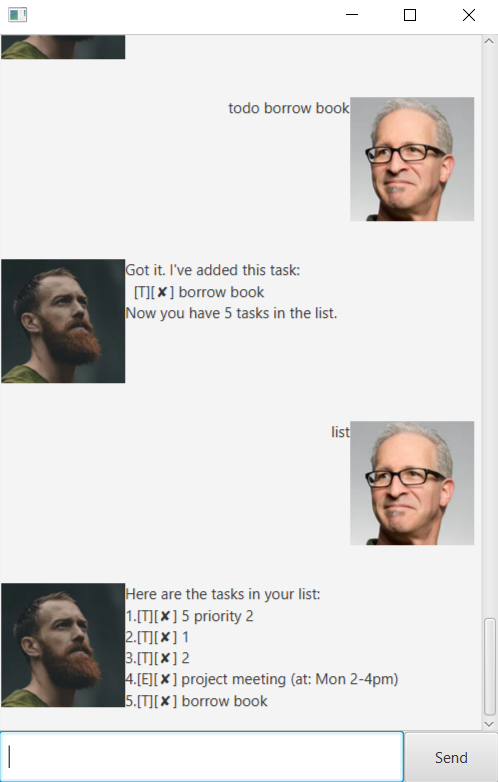 todo borrow book
Got it. I've added this task:
[T][✘] borrow book
Now you have 5 tasks in the list.
list
Here are the tasks in your list:
1.[T][✘] 5 priority 2
2.[T][✘] 1
3.[T][✘] 2
4.[E][✘] project meeting (at: Mon 2-4pm)
5.[T][✘] borrow book
Send